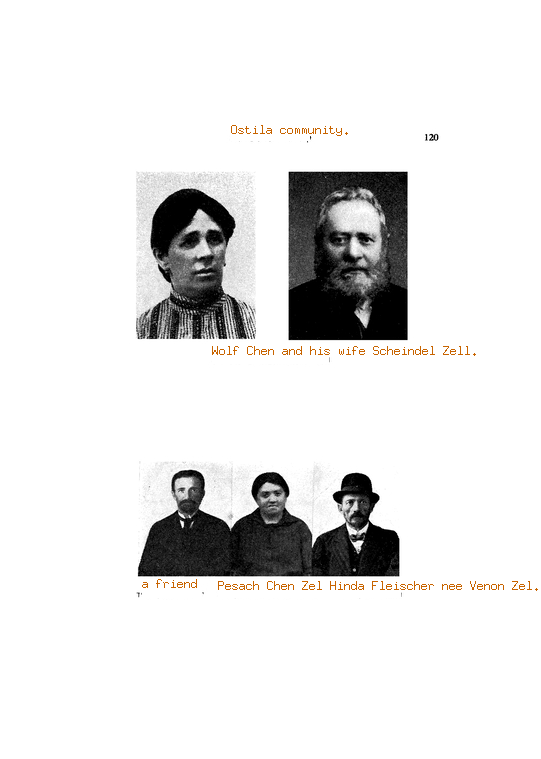 Ostila community.
120
Wolf Chen and his wife Scheindel Zell.
a friend Pesach Chen Zel Hinda Fleischer nee Venon Zel.